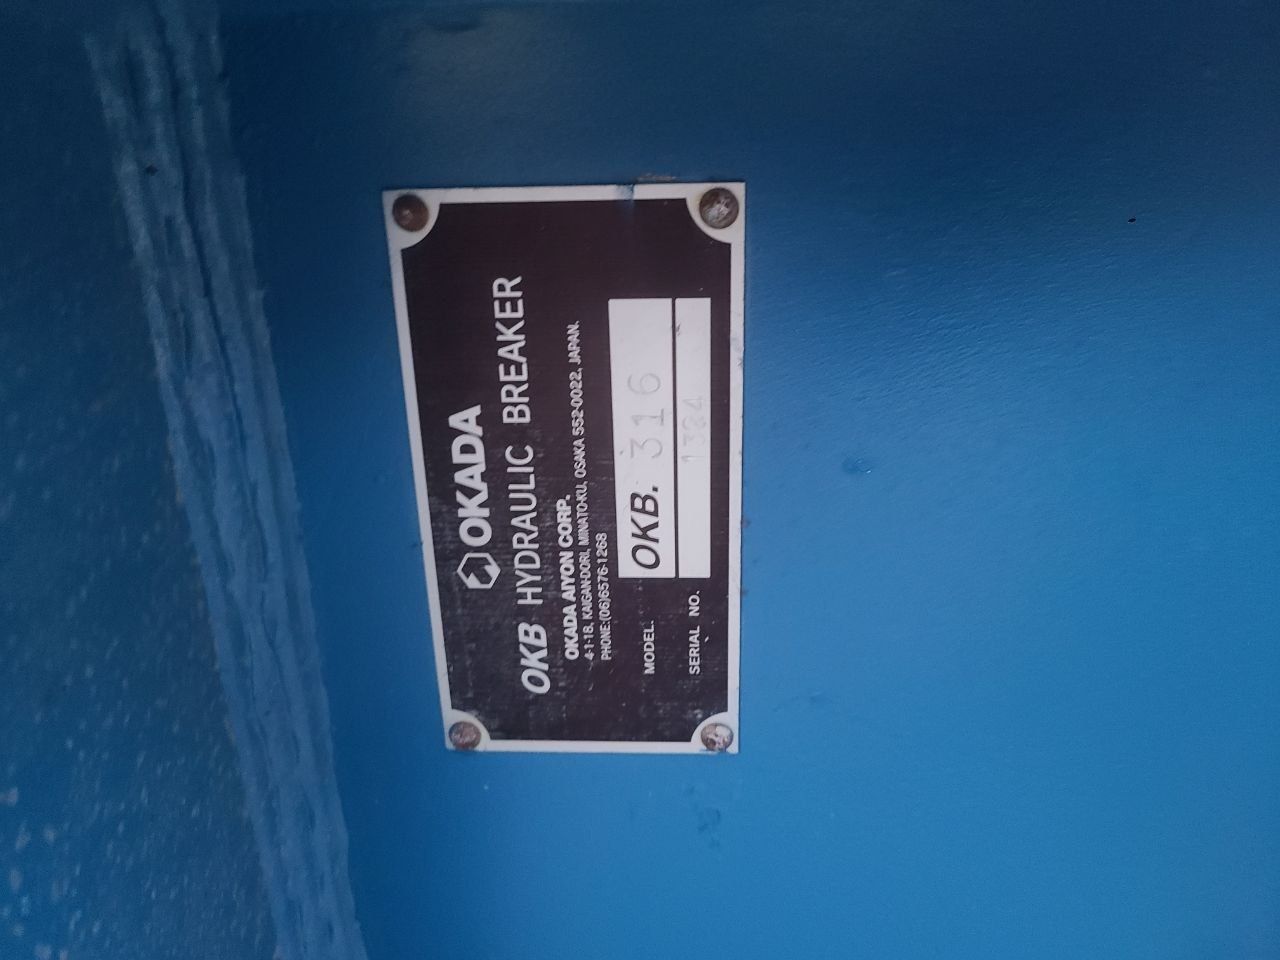 OKADA
OKB HYDRAULIC BREAKER
OKADA AIYON CORP.
4-1-18, KAIGAN-DORI, MINATO-KU, OSAKA 552-0022, JAPAN.
PHONE:(06)6576-1268
MODEL. OKB. 316
SERIAL NO. 1364